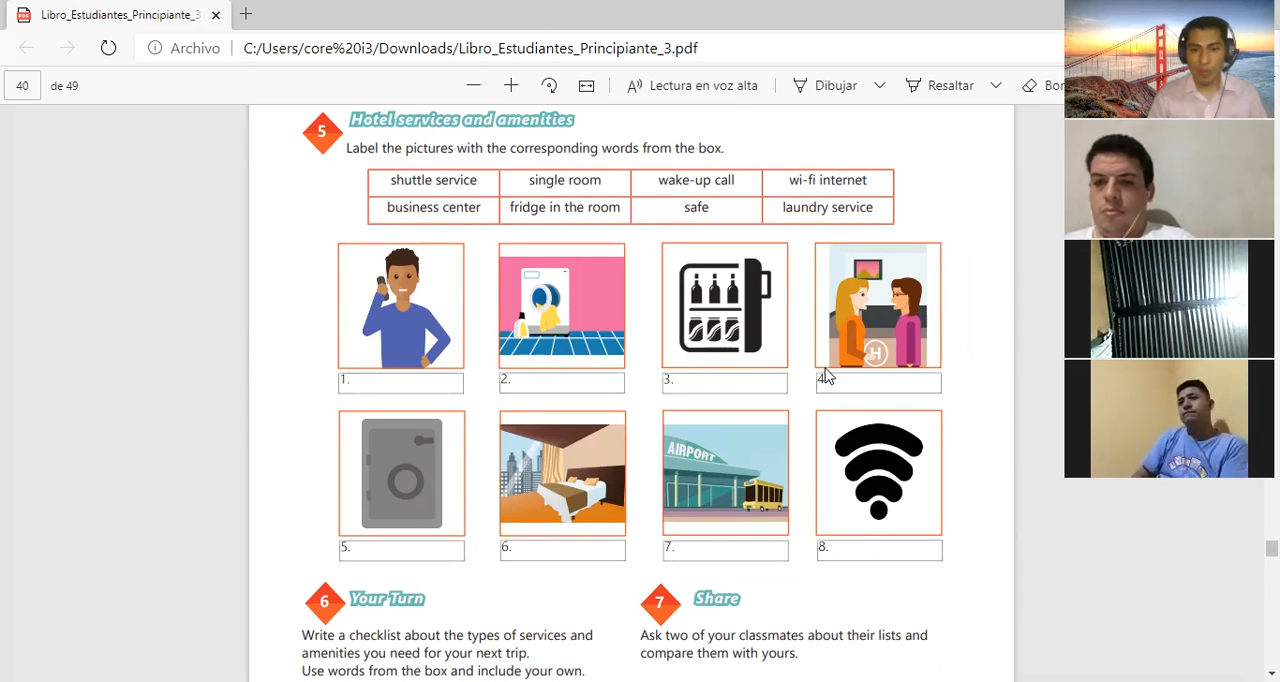 Libro_Estudiantes_Principiante_3
Archivo C:/Users/core%20i3/Downloads/Libro_Estudiantes_Principiante_3.pdf
40 de 49 Lectura en voz alta Dibujar Resaltar Bor
5 Hotel services and amenities
Label the pictures with the corresponding words from the box.
shuttle service single room wake-up call wi-fi internet
business center fridge in the room safe laundry service
H
1. 2. 3. 4.
AIRPORT
5. 6. 7. 8.
6 Your Turn
Write a checklist about the types of services and
amenities you need for your next trip.
Use words from the box and include your own.
7 Share
Ask two of your classmates about their lists and
compare them with yours.